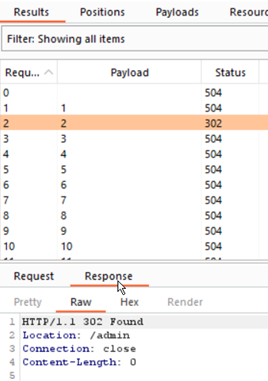 Results Positions Payloads Resourc
Filter: Showing all items
Requ... Payload Status
0 504
1 1 504
2 2 302
3 3 504
4 4 504
5 5 504
6 6 504
7 7 504
8 8 504
9 9 504
10 10 504
Request Response
Pretty Raw Hex Render
1 HTTP/1.1 302 Found
2 Location: /admin
3 Connection: close
4 Content-Length: 0
5